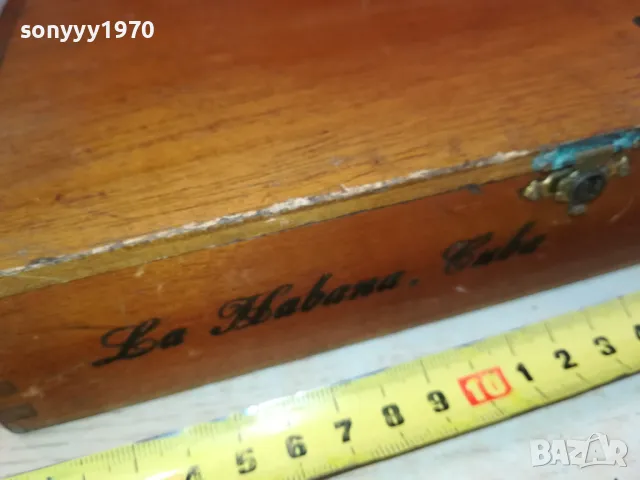 sonyyy1970
La Habana, Cuba
4 5 6 7 8 9 10 1 2 3
BAZAR